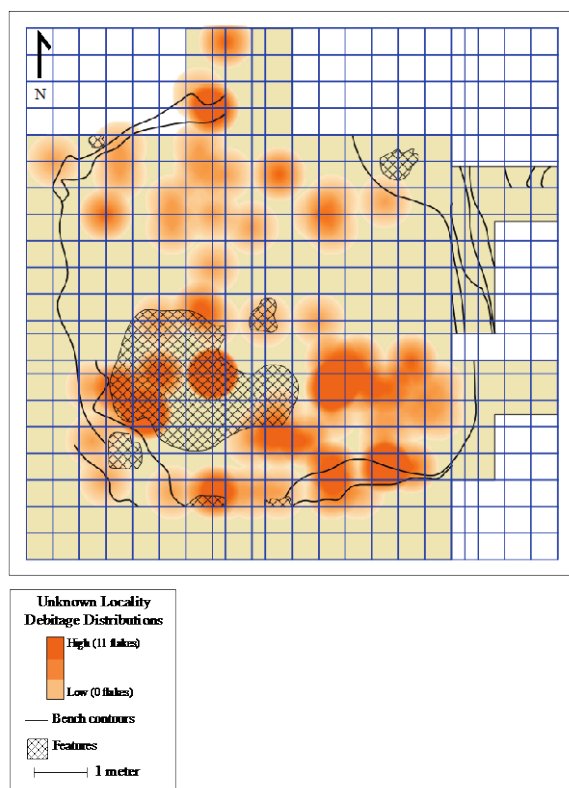 N
Unknown Locality
Debitage Distributions
High (11 flakes)
Low (0 flakes)
Bench contours
Features
1 meter